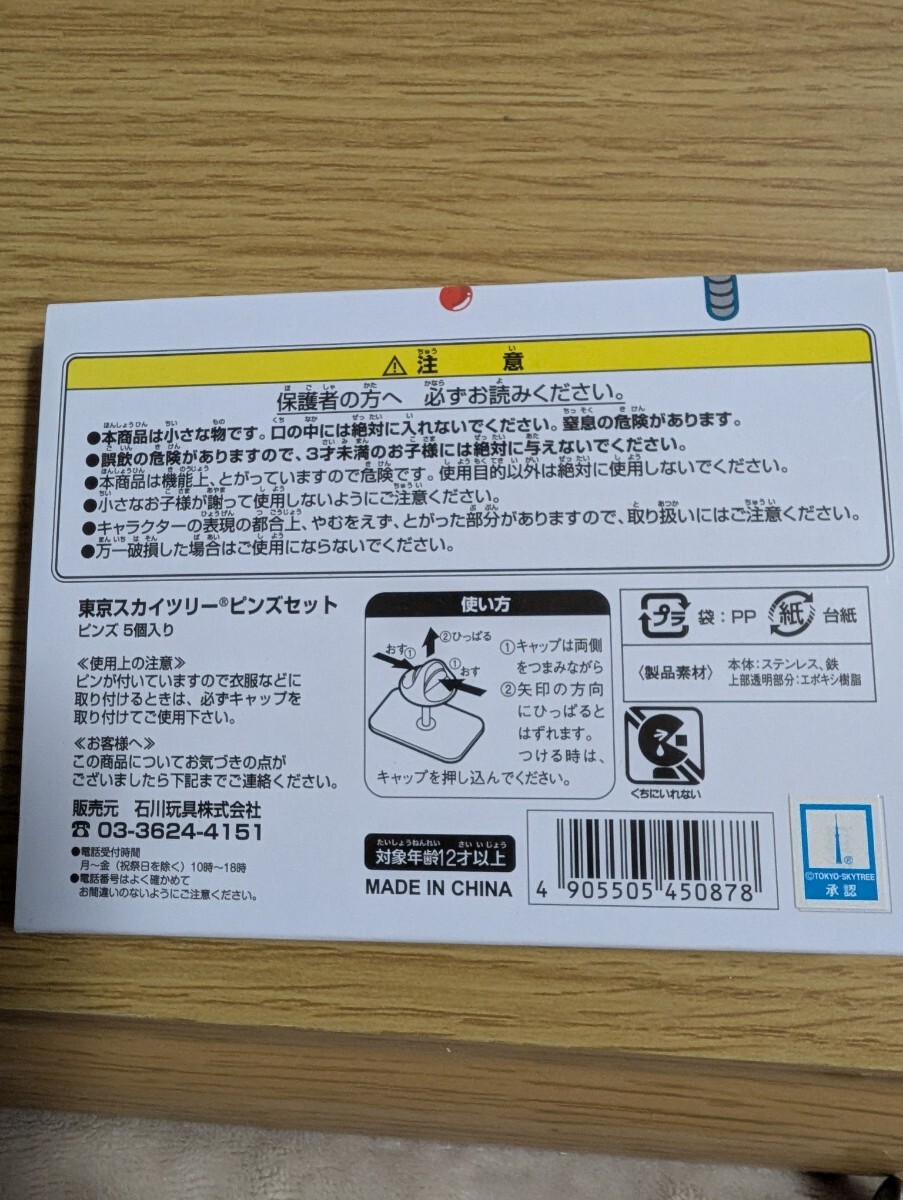 ⚠注意
保護者の方へ 必ずお読みください。
●本商品は小さな物です。口の中には絶対に入れないでください。窒息の危険があります。
●誤飲の危険がありますので、3才未満のお子様には絶対に与えないでください。
●本商品は機能上、とがっていますので危険です。使用目的以外は絶対に使用しないでください。
●小さなお子様が謝って使用しないようにご注意ください。
●キャラクターの表現の都合上、やむをえず、とがった部分がありますので、取り扱いにはご注意ください。
●万一破損した場合はご使用にならないでください。
東京スカイツリー®ピンズセット
ピンズ 5個入り
≪使用上の注意≫
ピンが付いていますので衣服などに
取り付けるときは、必ずキャップを
取り付けてご使用下さい。
≪お客様へ≫
この商品についてお気づきの点が
ございましたら下記までご連絡ください。
販売元 石川玩具株式会社
☎ 03-3624-4151
●電話受付時間
月〜金（祝祭日を除く）10時〜18時
●電話番号はよく確かめて
お間違いのないようにご注意ください。
使い方
②ひっぱる
おす①
①おす
①キャップは両側
をつまみながら
②矢印の方向
にひっぱると
はずれます。
つける時は、
キャップを押し込んでください。
対象年齢12才以上
MADE IN CHINA
プラ 袋：PP 紙 台紙
〈製品素材〉 本体：ステンレス、鉄
上部透明部分：エポキシ樹脂
くちにいれない
4 905505 450878
®
©TOKYO-SKYTREE
承認